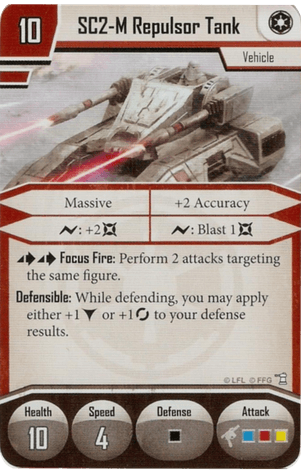 10
SC2-M Repulsor Tank
Vehicle
Massive
+2 Accuracy
: +2
: Blast 1
Focus Fire: Perform 2 attacks targeting
the same figure.
Defensible: While defending, you may apply
either +1 or +1 to your defense
results.
© LFL © FFG
Health
10
Speed
4
Defense
Attack